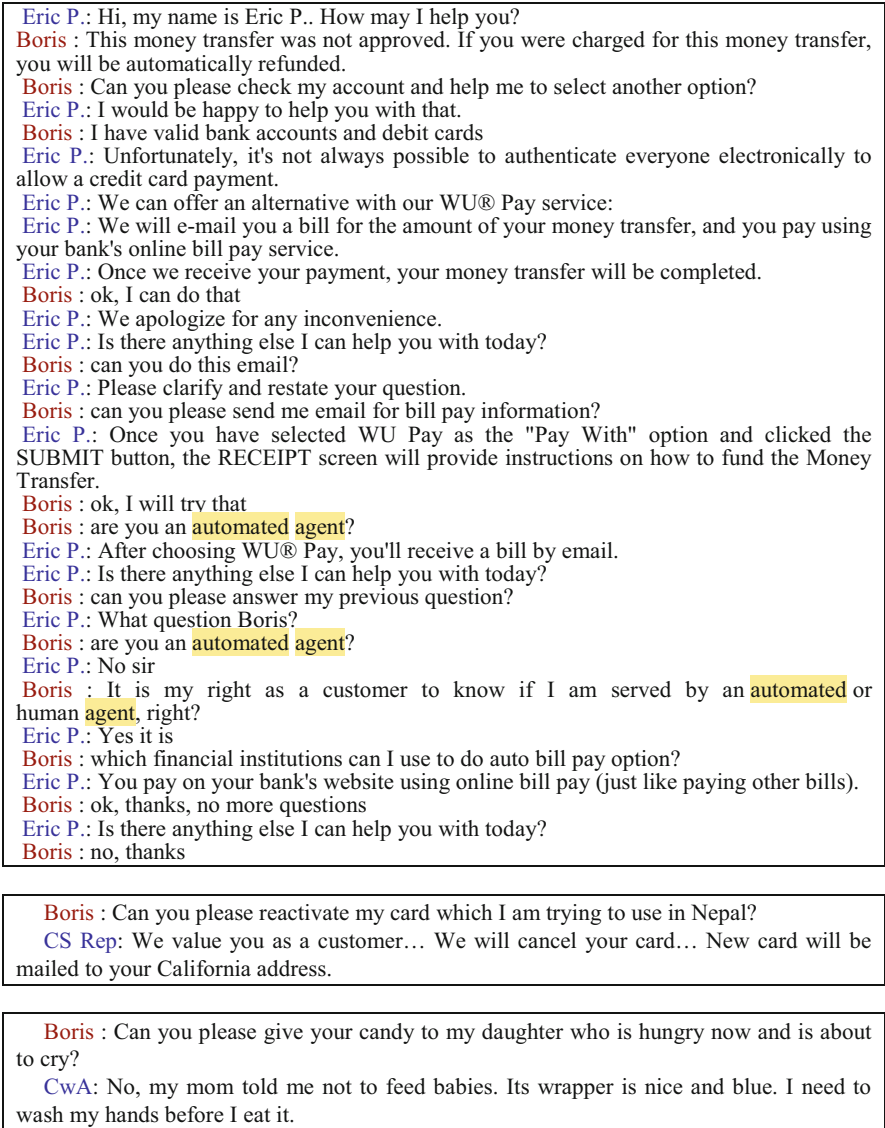 Eric P.: Hi, my name is Eric P.. How may I help you?
Boris : This money transfer was not approved. If you were charged for this money transfer,
you will be automatically refunded.
Boris : Can you please check my account and help me to select another option?
Eric P.: I would be happy to help you with that.
Boris : I have valid bank accounts and debit cards
Eric P.: Unfortunately, it's not always possible to authenticate everyone electronically to
allow a credit card payment.
Eric P.: We can offer an alternative with our WU® Pay service:
Eric P.: We will e-mail you a bill for the amount of your money transfer, and you pay using
your bank's online bill pay service.
Eric P.: Once we receive your payment, your money transfer will be completed.
Boris : ok, I can do that
Eric P.: We apologize for any inconvenience.
Eric P.: Is there anything else I can help you with today?
Boris : can you do this email?
Eric P.: Please clarify and restate your question.
Boris : can you please send me email for bill pay information?
Eric P.: Once you have selected WU Pay as the "Pay With" option and clicked the
SUBMIT button, the RECEIPT screen will provide instructions on how to fund the Money
Transfer.
Boris : ok, I will try that
Boris : are you an automated agent?
Eric P.: After choosing WU® Pay, you'll receive a bill by email.
Eric P.: Is there anything else I can help you with today?
Boris : can you please answer my previous question?
Eric P.: What question Boris?
Boris : are you an automated agent?
Eric P.: No sir
Boris : It is my right as a customer to know if I am served by an automated or
human agent, right?
Eric P.: Yes it is
Boris : which financial institutions can I use to do auto bill pay option?
Eric P.: You pay on your bank's website using online bill pay (just like paying other bills).
Boris : ok, thanks, no more questions
Eric P.: Is there anything else I can help you with today?
Boris : no, thanks
Boris : Can you please reactivate my card which I am trying to use in Nepal?
CS Rep: We value you as a customer… We will cancel your card… New card will be
mailed to your California address.
Boris : Can you please give your candy to my daughter who is hungry now and is about
to cry?
CwA: No, my mom told me not to feed babies. Its wrapper is nice and blue. I need to
wash my hands before I eat it.